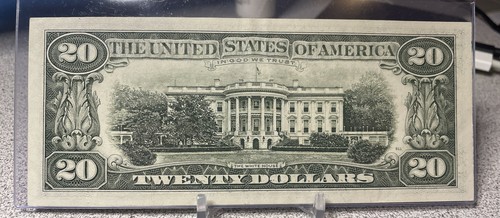 20 THE UNITED STATES OF AMERICA 20
IN GOD WE TRUST
THE WHITE HOUSE
20 TWENTY DOLLARS 20